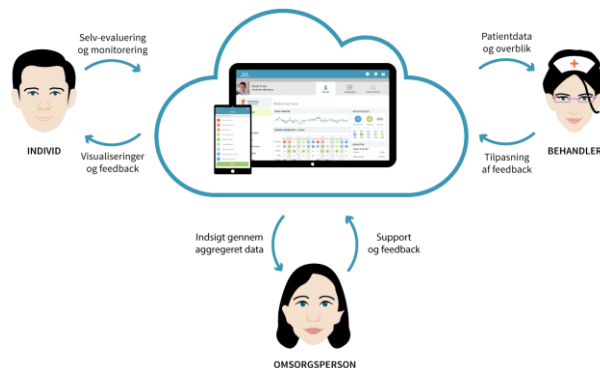 Selv-evaluering
og monitorering
Patientdata
og overblik
INDIVID
Visualiseringer
og feedback
BEHANDLER
Tilpasning
af feedback
Indsigt gennem
aggregeret data
Support
og feedback
OMSORGSPERSON